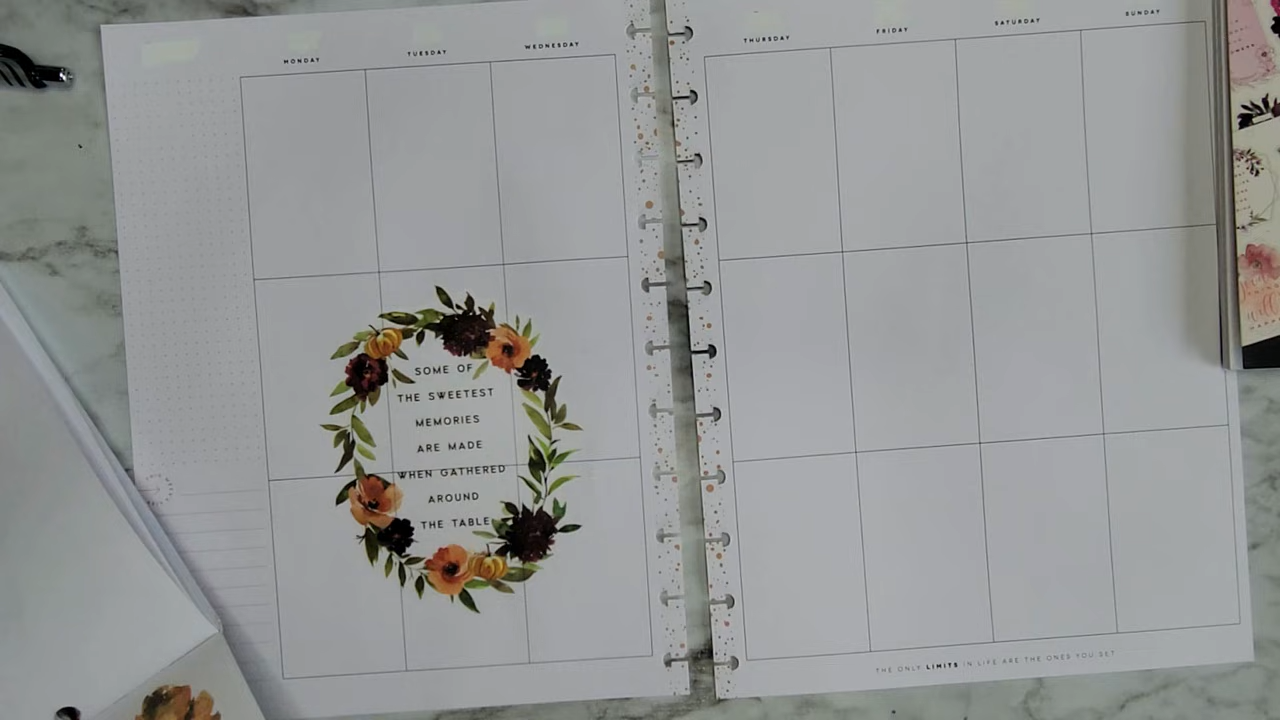 MONDAY
TUESDAY
WEDNESDAY
THURSDAY
FRIDAY
SATURDAY
SUNDAY
SOME OF
THE SWEETEST
MEMORIES
ARE MADE
WHEN GATHERED
AROUND
THE TABLE
THE ONLY LIMITS IN LIFE ARE THE ONES YOU SET